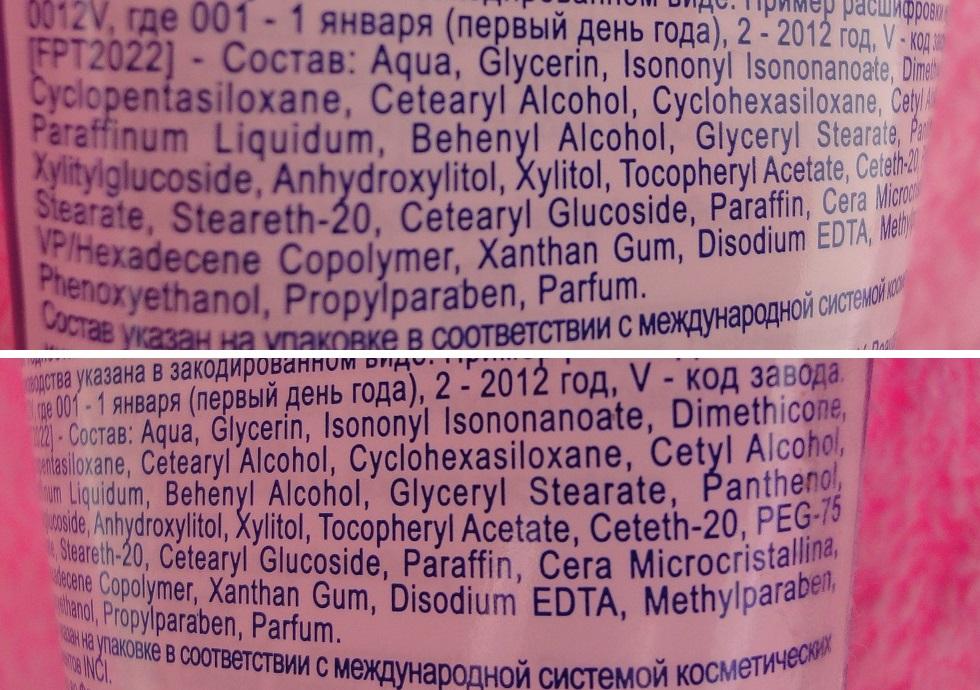 0012V, где 001 - 1 января (первый день года), 2 - 2012 год, V - код
[FPT2022] - Состав: Aqua, Glycerin, Isononyl Isononanoate,
Cyclopentasiloxane, Cetearyl Alcohol, Cyclohexasiloxane, Cetyl
Paraffinum Liquidum, Behenyl Alcohol, Glyceryl Stearate,
Xylitylglucoside, Anhydroxylitol, Xylitol, Tocopheryl Acetate, Ceteth-20,
Stearate, Steareth-20, Cetearyl Glucoside, Paraffin, Cera
VP/Hexadecene Copolymer, Xanthan Gum, Disodium EDTA,
Phenoxyethanol, Propylparaben, Parfum.
Состав указан на упаковке в соответствии с международной системой
указана в закодированном виде.
где 001 - 1 января (первый день года), 2 - 2012 год, V - код завода.
- Состав: Aqua, Glycerin, Isononyl Isononanoate, Dimethicone,
Cetearyl Alcohol, Cyclohexasiloxane, Cetyl Alcohol,
Liquidum, Behenyl Alcohol, Glyceryl Stearate, Panthenol,
Anhydroxylitol, Xylitol, Tocopheryl Acetate, Ceteth-20, PEG-75
Steareth-20, Cetearyl Glucoside, Paraffin, Cera Microcristallina,
Copolymer, Xanthan Gum, Disodium EDTA, Methylparaben,
Propylparaben, Parfum.
на упаковке в соответствии с международной системой косметических
INCI.